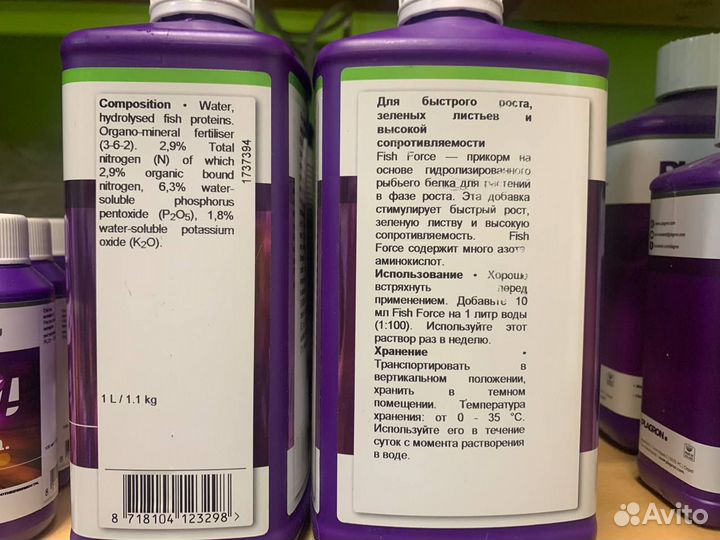 Composition • Water,
hydrolysed fish proteins.
Organo-mineral fertiliser
(3-6-2). 2,9% Total
nitrogen (N) of which
2,9% organic bound
nitrogen, 6,3% water-
soluble phosphorus
pentoxide (P₂O₅), 1,8%
water-soluble potassium
oxide (K₂O).
1737394
1 L / 1.1 kg
8 718104 123298 >
Для быстрого роста,
зеленых листьев и
высокой
сопротивляемости
Fish Force — прикорм на
основе гидролизированного
рыбьего белка для растений
в фазе роста. Эта добавка
стимулирует быстрый рост,
зеленую листву и высокую
сопротивляемость. Fish
Force содержит много азота
аминокислот.
Использование • Хорошо
встряхнуть перед
применением. Добавьте 10
мл Fish Force на 1 литр воды
(1:100). Используйте этот
раствор раз в неделю.
Хранение •
Транспортировать в
вертикальном положении,
хранить в темном
помещении. Температура
хранения: от 0 - 35 °C.
Используйте его в течение
суток с момента растворения
в воде.
PLAGRON
Avito